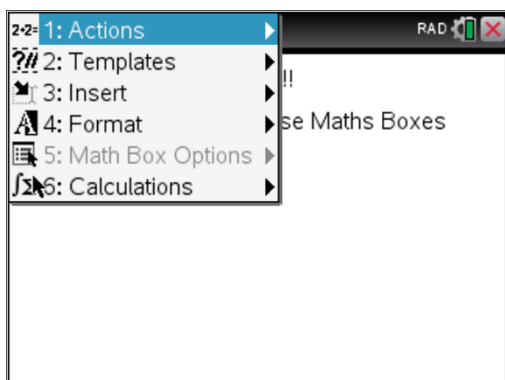 1: Actions
RAD
2: Templates
!!
3: Insert
4: Format
se Maths Boxes
5: Math Box Options
6: Calculations